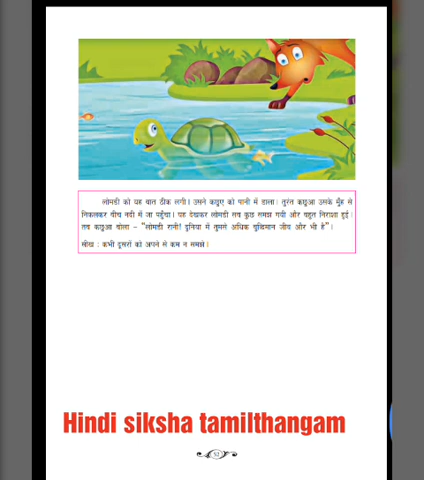 लोमडी को यह बात ठीक लगी। उसने कछुए को पानी में डाला। तुरंत कछुआ उसके मुँह से
निकलकर बीच नदी में जा पहुँचा। यह देखकर लोमडी सब कुछ समझ गयी और बहुत निराश हुई।
तब कछुआ बोला - "लोमडी रानी! दुनिया में तुमसे अधिक बुद्धिमान जीव और भी है"।
सीख : कभी दूसरों को अपने से कम न समझे।
Hindi siksha tamilthangam
52